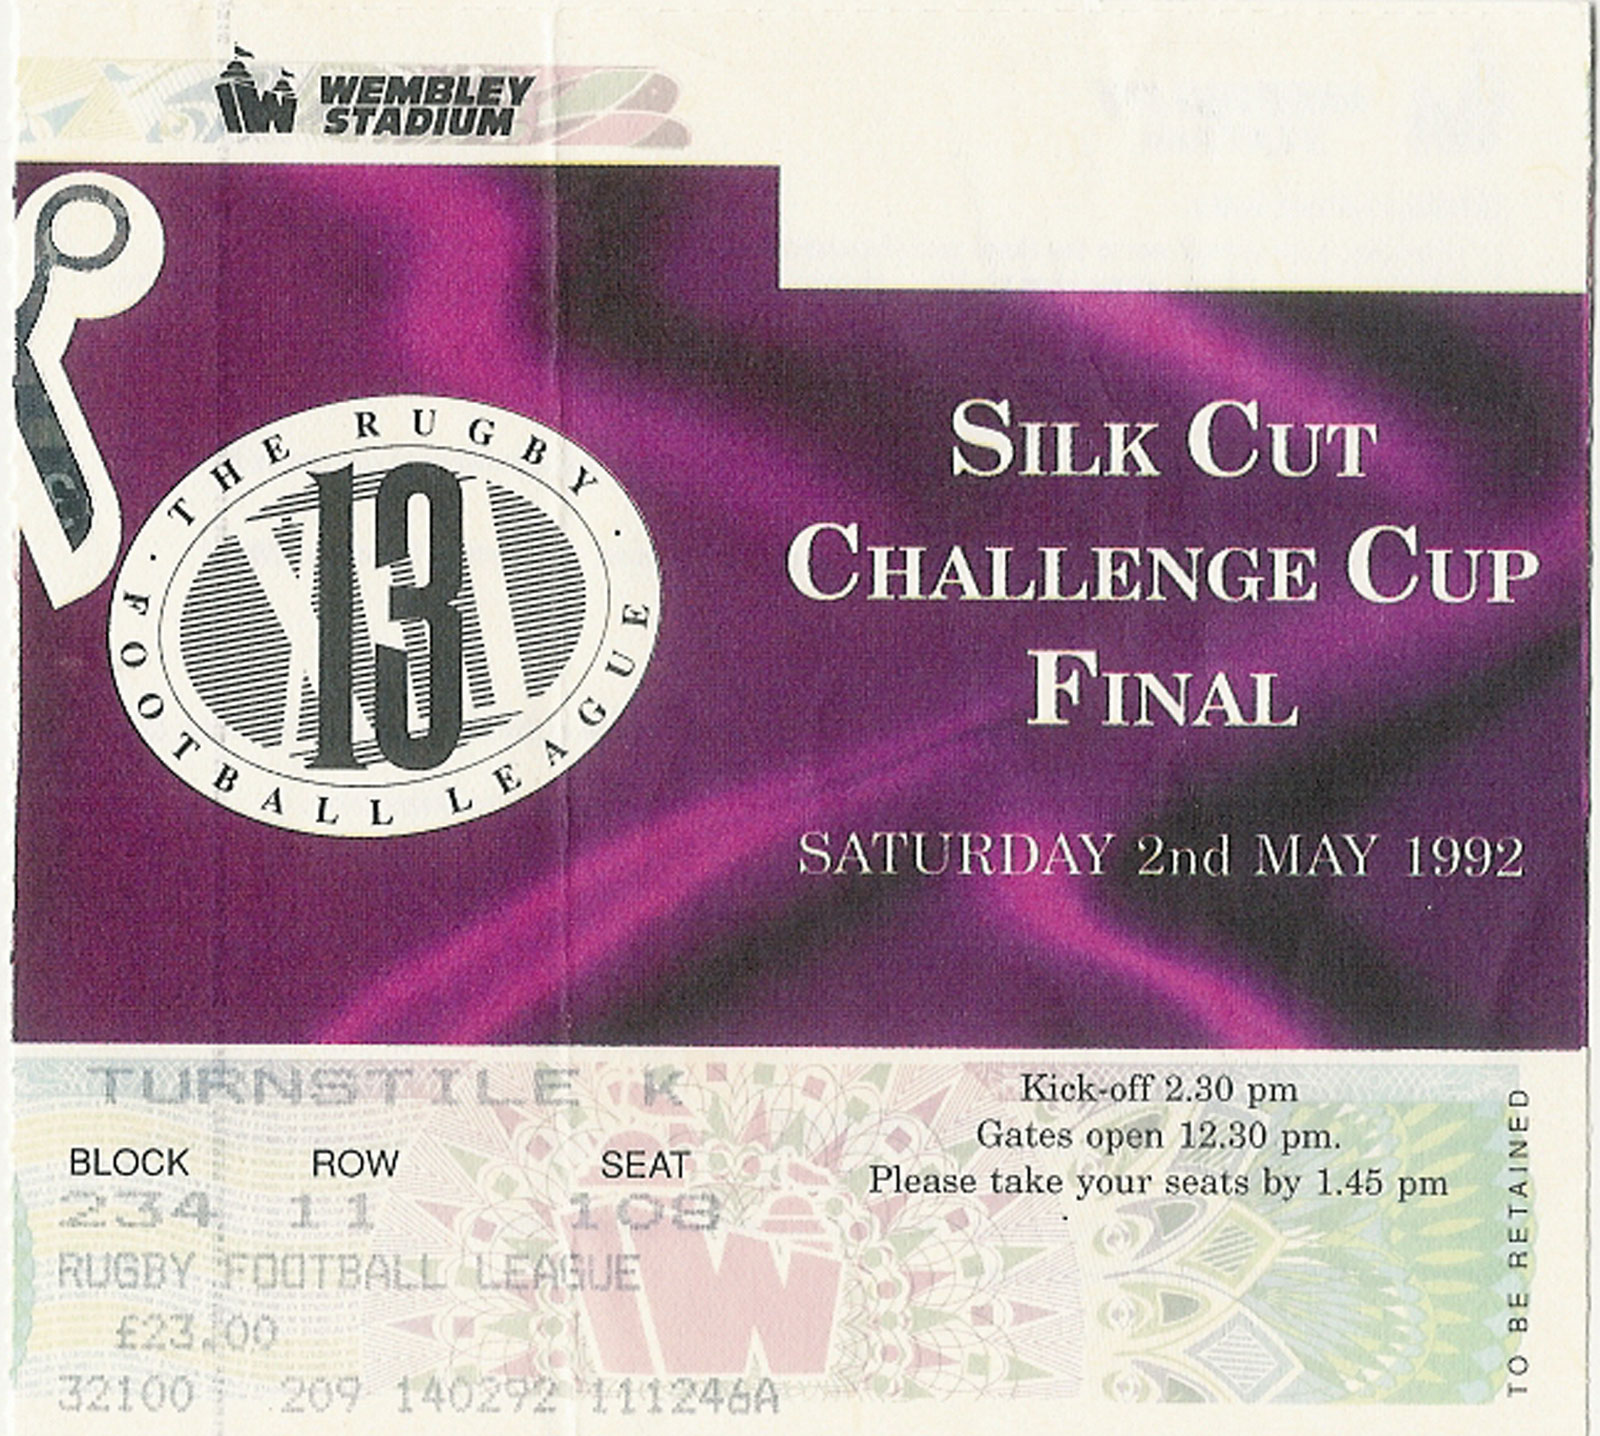 WEMBLEY
STADIUM
THE RUGBY
FOOTBALL LEAGUE
XIII
13
SILK CUT
CHALLENGE CUP
FINAL
SATURDAY 2nd MAY 1992
TURNSTILE K
BLOCK ROW SEAT
234 11 108
RUGBY FOOTBALL LEAGUE
£23.00
32100 209 140292 111246A
Kick-off 2.30 pm
Gates open 12.30 pm.
Please take your seats by 1.45 pm
TO BE RETAINED